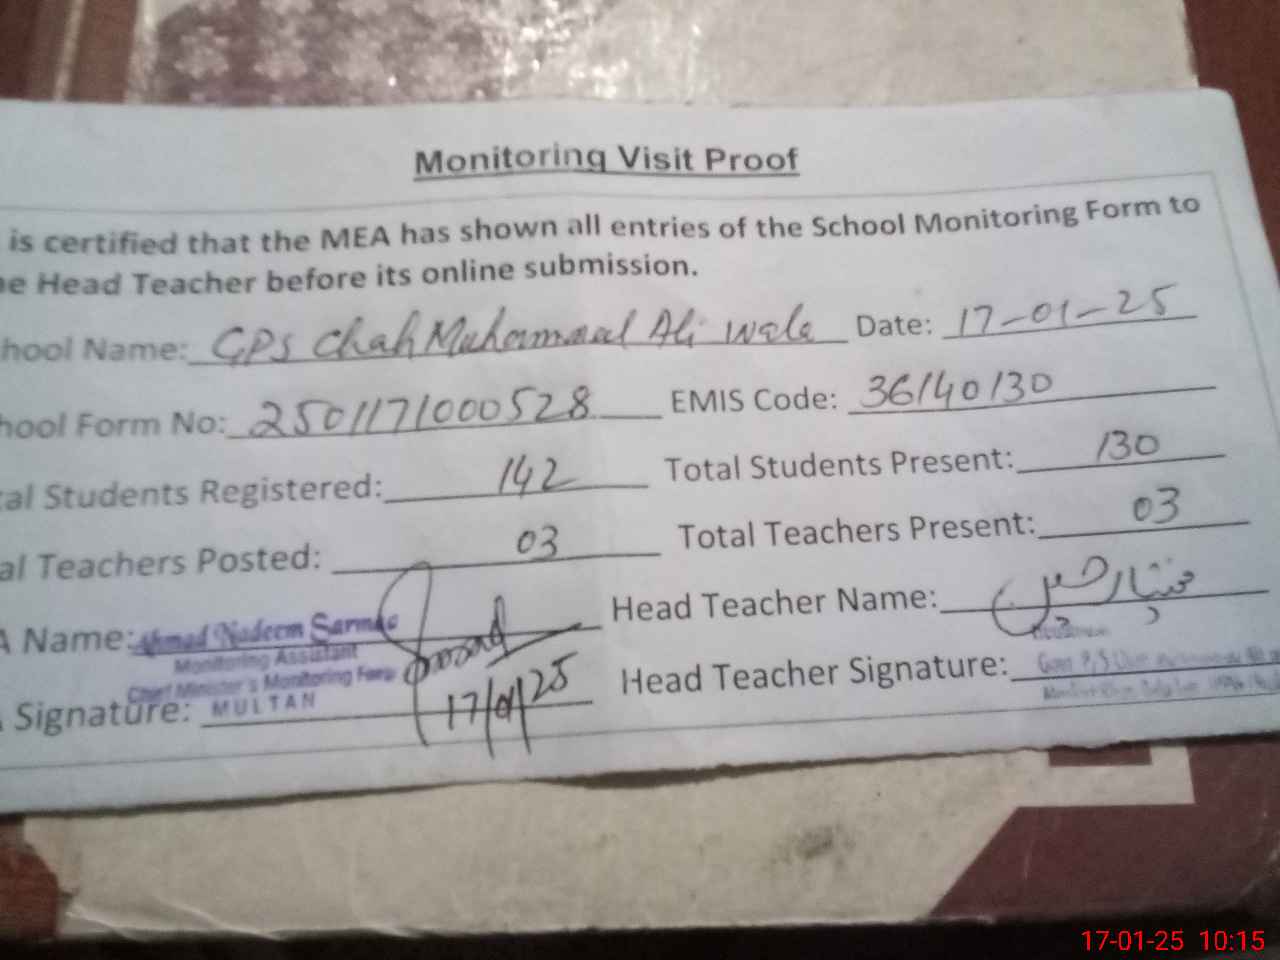 Monitoring Visit Proof
is certified that the MEA has shown all entries of the School Monitoring Form to
e Head Teacher before its online submission.
hool Name: GPS Chah Muhammad Ali Wala Date: 17-01-25
hool Form No: 2501171000528 EMIS Code: 36140130
al Students Registered: 142 Total Students Present: 130
al Teachers Posted: 03 Total Teachers Present: 03
A Name: Ahmad Nadeem Head Teacher Name:
Monitoring Assistant
Chief Minister's Monitoring Force
Signature: MULTAN 17/01/25 Head Teacher Signature:
17-01-25 10:15